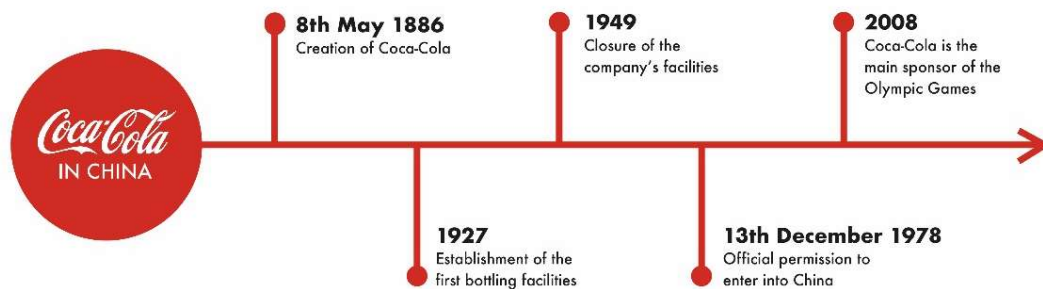 Coca-Cola
IN CHINA
8th May 1886
Creation of Coca-Cola
1927
Establishment of the
first bottling facilities
1949
Closure of the
company's facilities
13th December 1978
Official permission to
enter into China
2008
Coca-Cola is the
main sponsor of the
Olympic Games